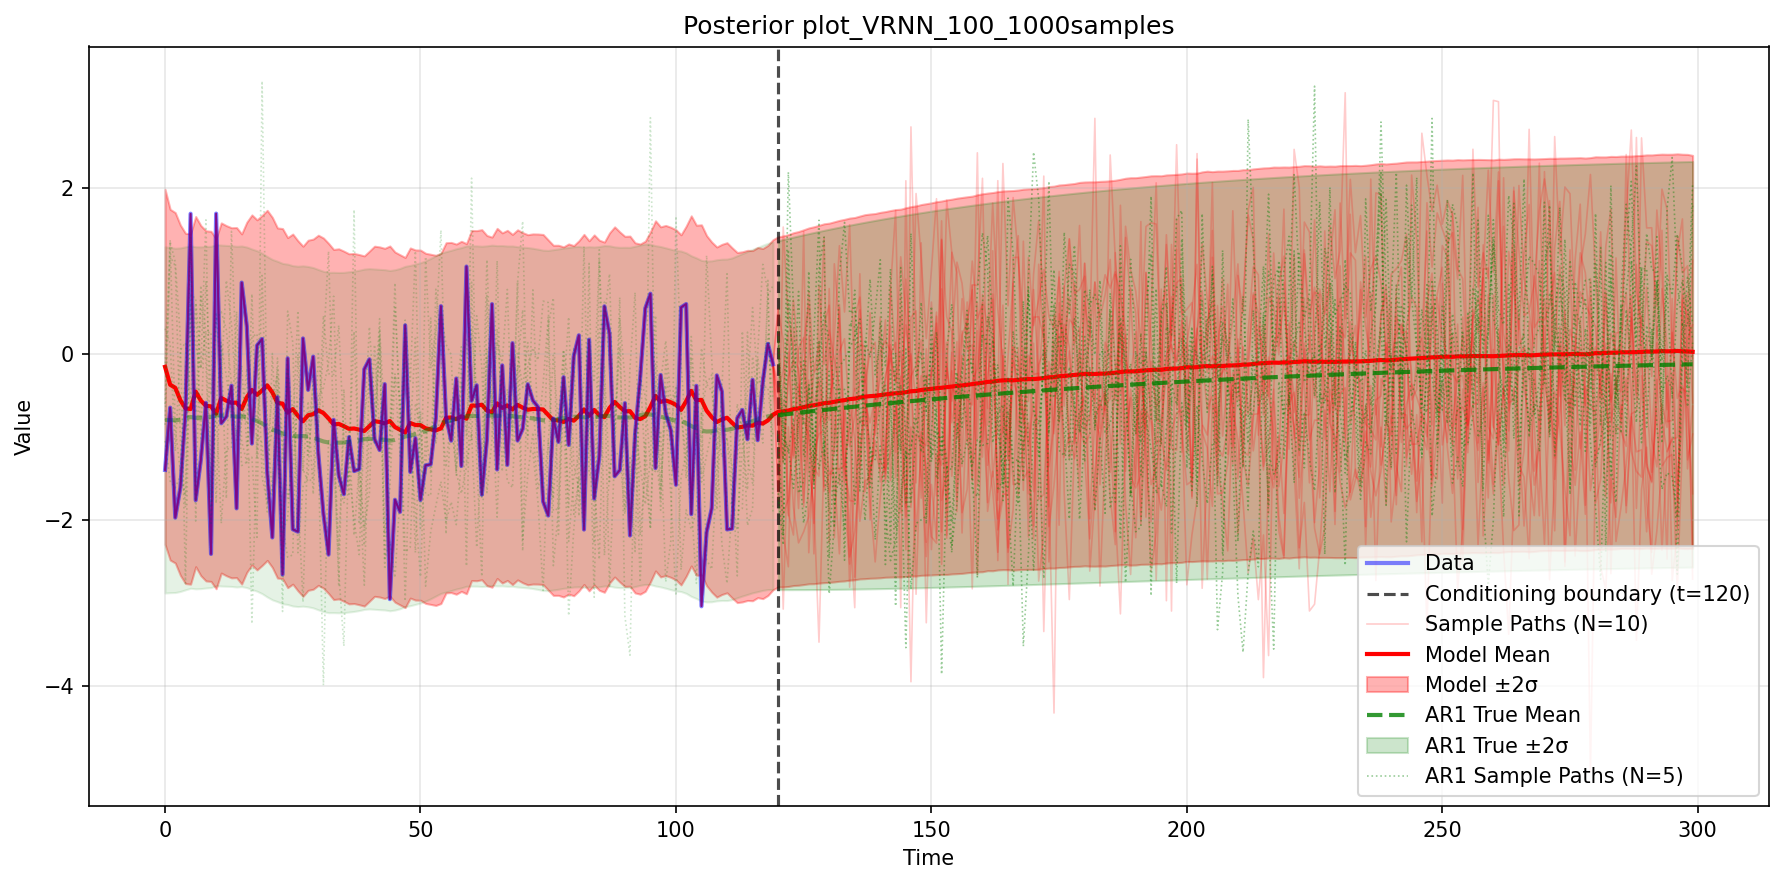 Posterior plot_VRNN_100_1000samples
Value
2
0
−2
−4
0
50
100
150
200
250
300
Time
Data
Conditioning boundary (t=120)
Sample Paths (N=10)
Model Mean
Model ±2σ
AR1 True Mean
AR1 True ±2σ
AR1 Sample Paths (N=5)